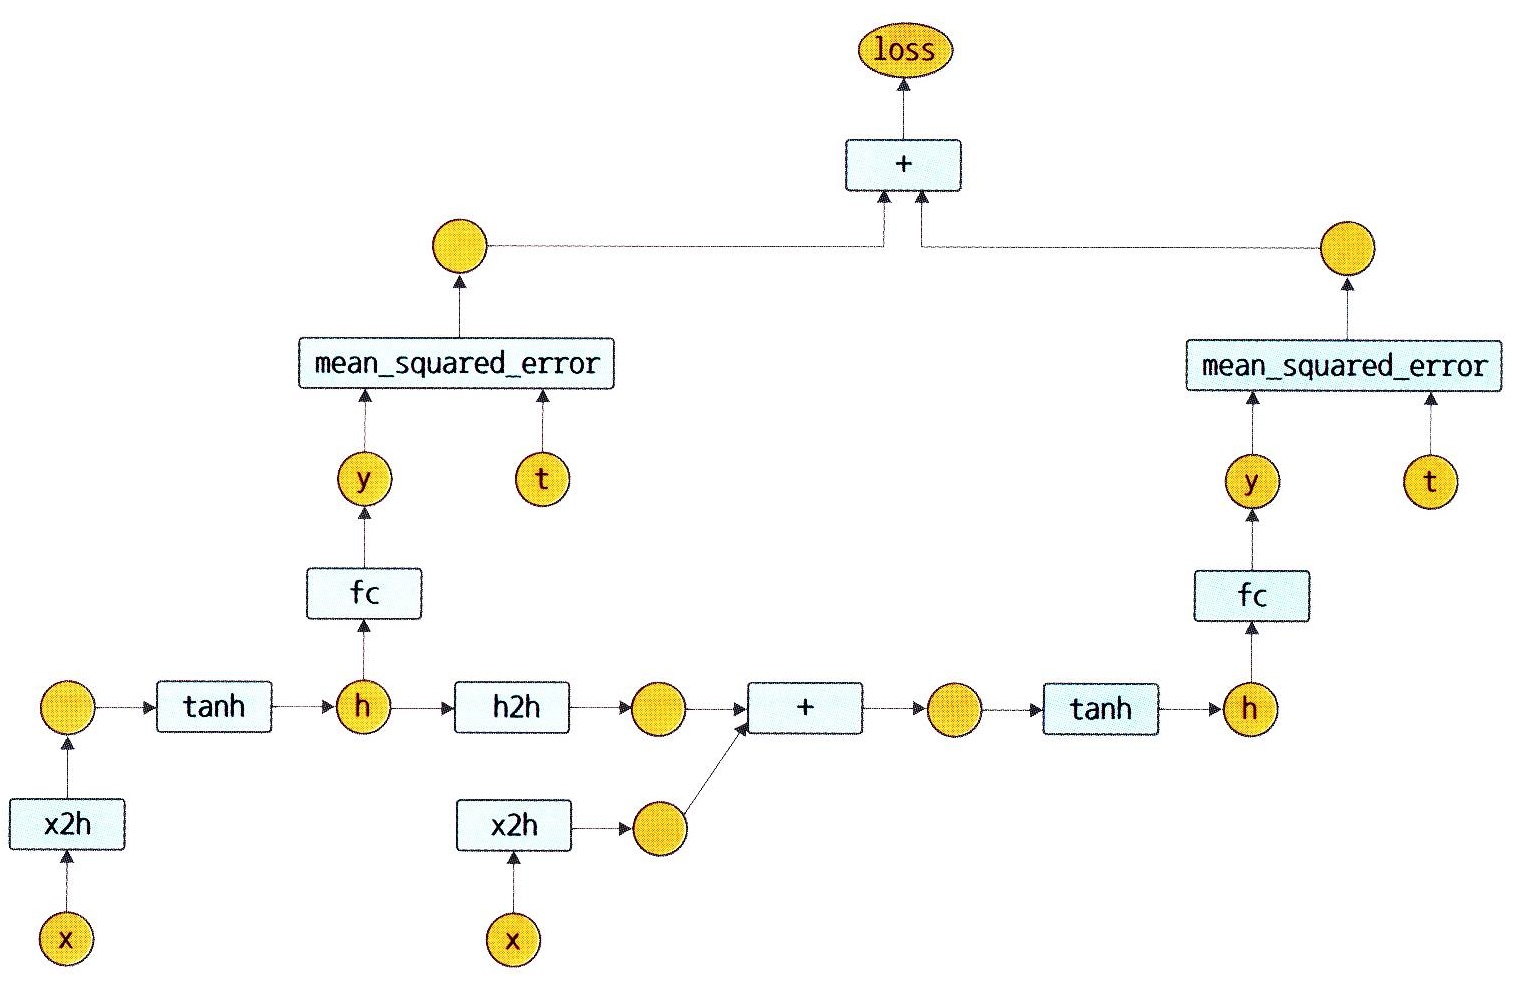 loss
+
mean_squared_error
mean_squared_error
y
t
y
t
fc
fc
tanh
h
h2h
+
tanh
h
x2h
x2h
x
x